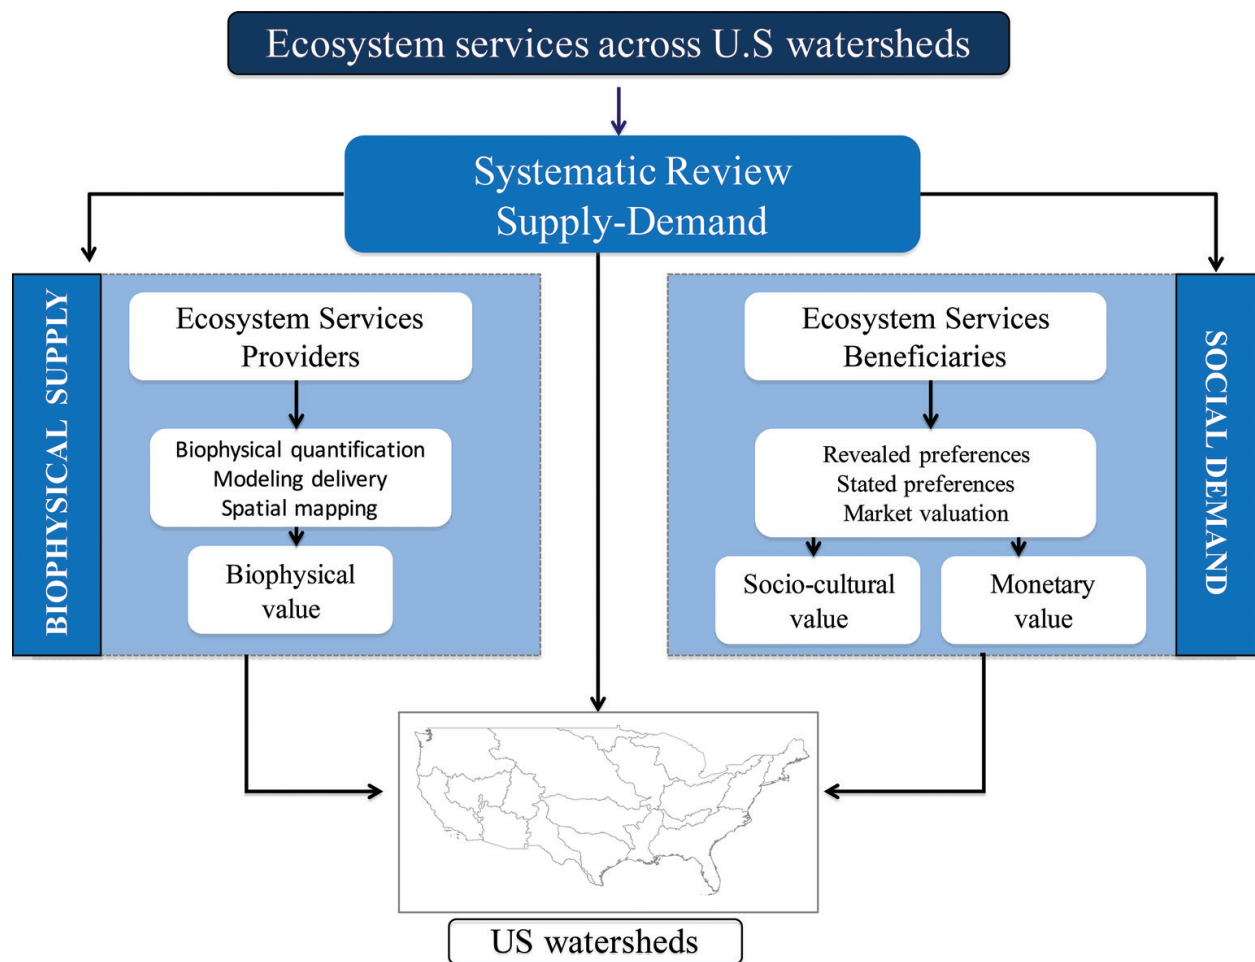 Ecosystem services across U.S watersheds
Systematic Review
Supply-Demand
BIOPHYSICAL SUPPLY
Ecosystem Services
Providers
Biophysical quantification
Modeling delivery
Spatial mapping
Biophysical
value
Ecosystem Services
Beneficiaries
Revealed preferences
Stated preferences
Market valuation
Socio-cultural
value
Monetary
value
SOCIAL DEMAND
US watersheds